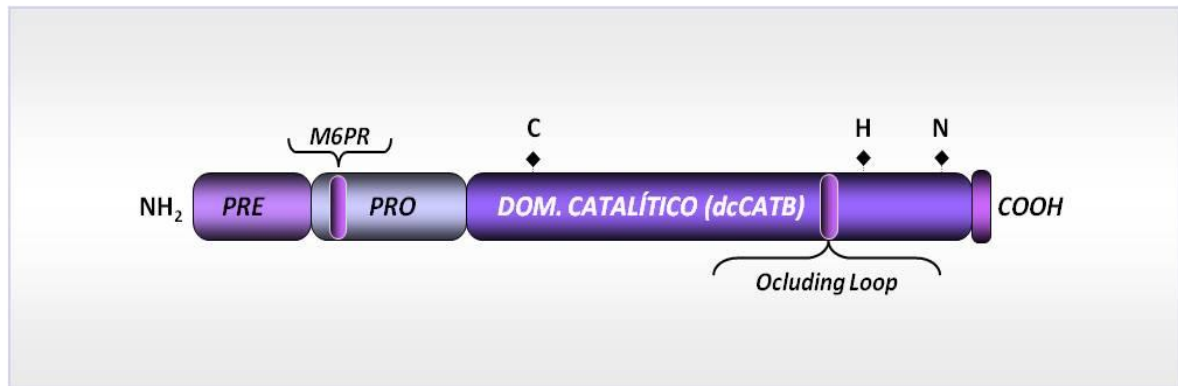 M6PR
C
H
N
NH₂ PRE PRO DOM. CATALÍTICO (dcCATB) COOH
Ocluding Loop